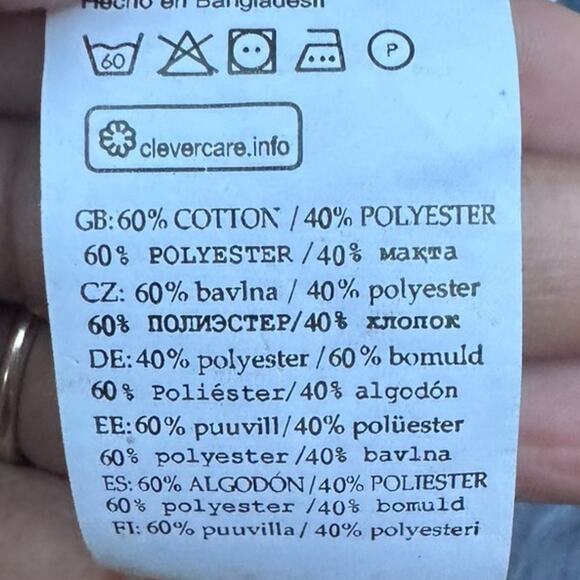 Hecho en Bangladesh
60 P
clevercare.info
GB:60% COTTON / 40% POLYESTER
60% POLYESTER /40% мақта
CZ: 60% bavlna / 40% polyester
60% ПОЛИЭСТЕР/40% хлопок
DE:40% polyester /60% bomuld
60% Poliéster/40% algodón
EE:60% puuvill/40% polüester
60% polyester /40% bavlna
ES: 60% ALGODÓN/40% POLIESTER
60% polyester /40% bomuld
FI: 60% puuvilla/ 40% polyesteri